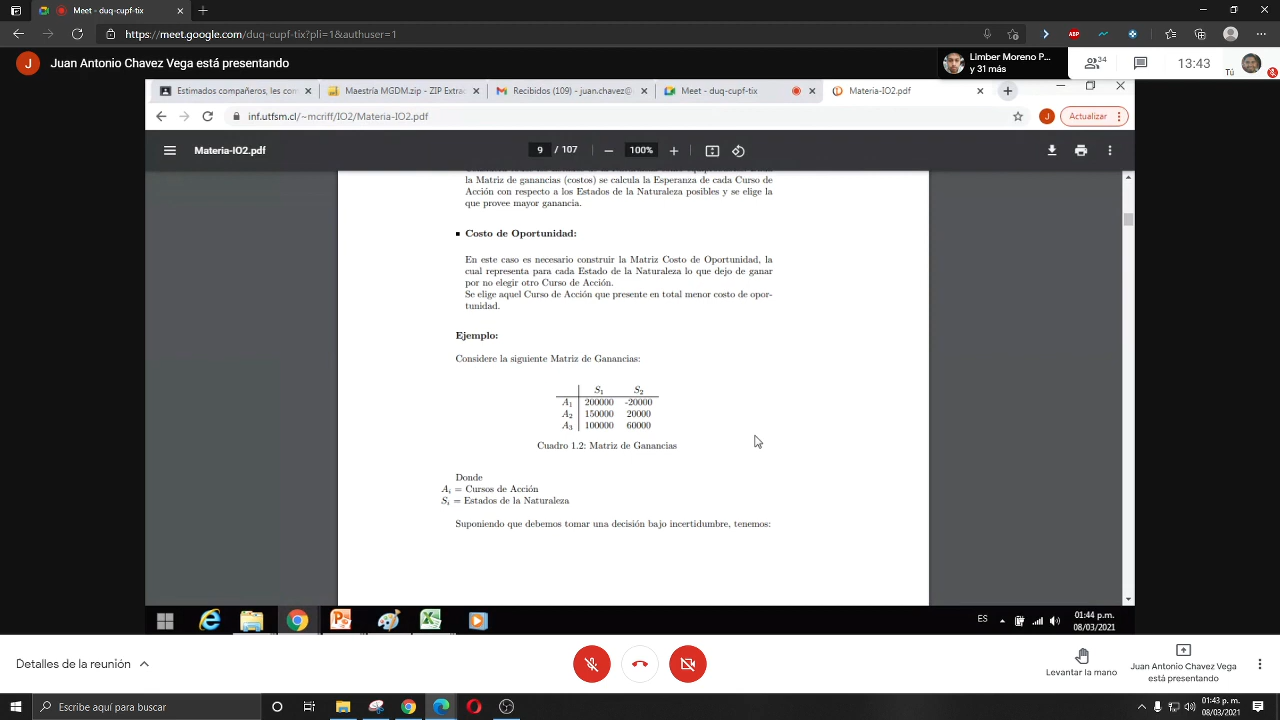 Meet - duq-cupf-tix
https://meet.google.com/duq-cupf-tix?pli=1&authuser=1
Juan Antonio Chavez Vega está presentando
Limber Moreno P...
y 31 más
34
13:43
Tú
Estimados compañeros, les con
Maestría MGDM.zip - ZIP Extra
Recibidos (109) - juan.chavez@
Meet - duq-cupf-tix
Materia-IO2.pdf
inf.utfsm.cl/~mcriff/IO2/Materia-IO2.pdf
Actualizar
Materia-IO2.pdf
9 / 107
100%
la Matriz de ganancias (costos) se calcula la Esperanza de cada Curso de
Acción con respecto a los Estados de la Naturaleza posibles y se elige la
que provee mayor ganancia.
Costo de Oportunidad:
En este caso es necesario construir la Matriz Costo de Oportunidad, la
cual representa para cada Estado de la Naturaleza lo que dejo de ganar
por no elegir otro Curso de Acción.
Se elige aquel Curso de Acción que presente en total menor costo de opor-
tunidad.
Ejemplo:
Considere la siguiente Matriz de Ganancias:
S1 S2
A1 200000 -20000
A2 150000 20000
A3 100000 60000
Cuadro 1.2: Matriz de Ganancias
Donde
Ai = Cursos de Acción
Si = Estados de la Naturaleza
Suponiendo que debemos tomar una decisión bajo incertidumbre, tenemos:
ES
01:44 p.m.
08/03/2021
Detalles de la reunión
Levantar la mano
Juan Antonio Chavez Vega
está presentando
Escribe aquí para buscar
01:43 p.m.
08/03/2021